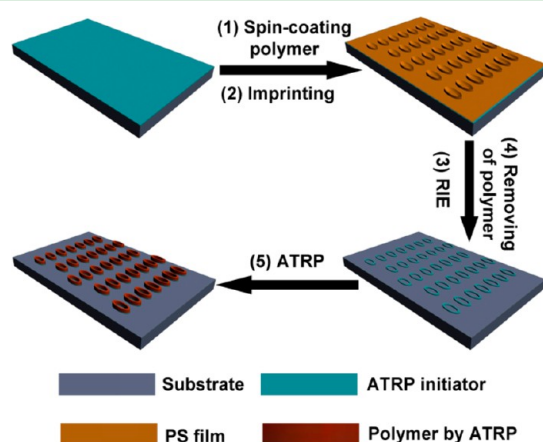 (1) Spin-coating
polymer
(2) Imprinting
(3) RIE
(4) Removing
of polymer
(5) ATRP
Substrate
ATRP initiator
PS film
Polymer by ATRP